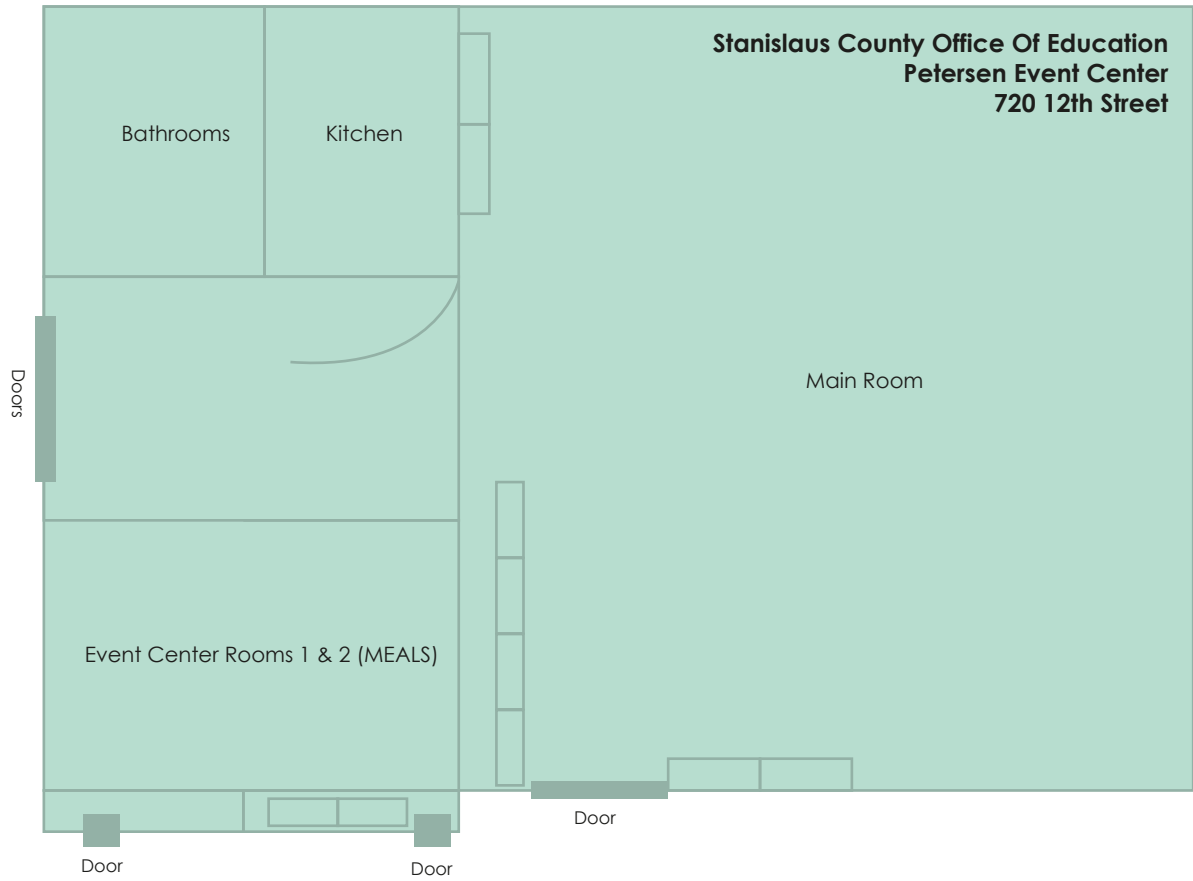 Stanislaus County Office Of Education
Petersen Event Center
720 12th Street
Bathrooms
Kitchen
Doors
Main Room
Event Center Rooms 1 & 2 (MEALS)
Door
Door
Door